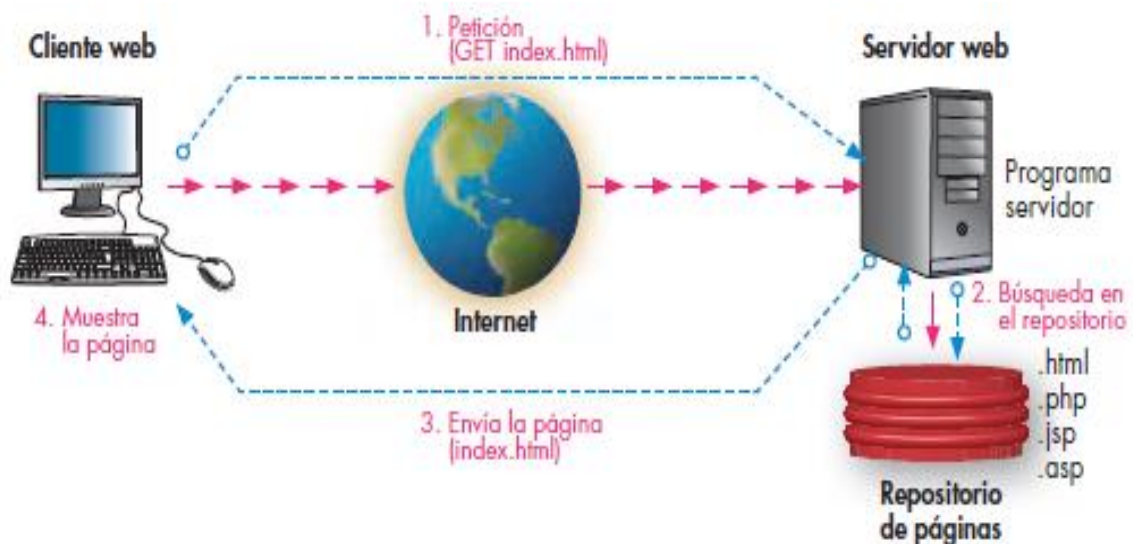 Cliente web
1. Petición
(GET index.html)
Servidor web
Programa
servidor
Internet
4. Muestra
la página
2. Búsqueda en
el repositorio
3. Envía la página
(index.html)
.html
.php
.jsp
.asp
Repositorio
de páginas